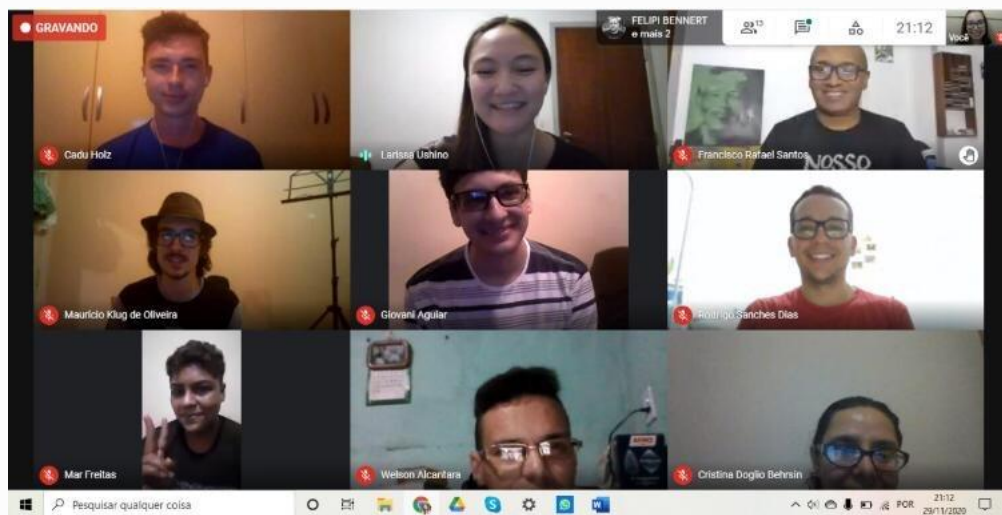 GRAVANDO
FELIPI BENNERT
e mais 2
13
21:12
Você
Cadu Holz
Larissa Ushino
Francisco Rafael Santos
NOSSO
Maurício Klug de Oliveira
Giovani Aguiar
Rodrigo Sanches Dias
Mar Freitas
Welson Alcantara
Cristina Doglio Behrsin
Pesquisar qualquer coisa
POR
21:12
29/11/2020